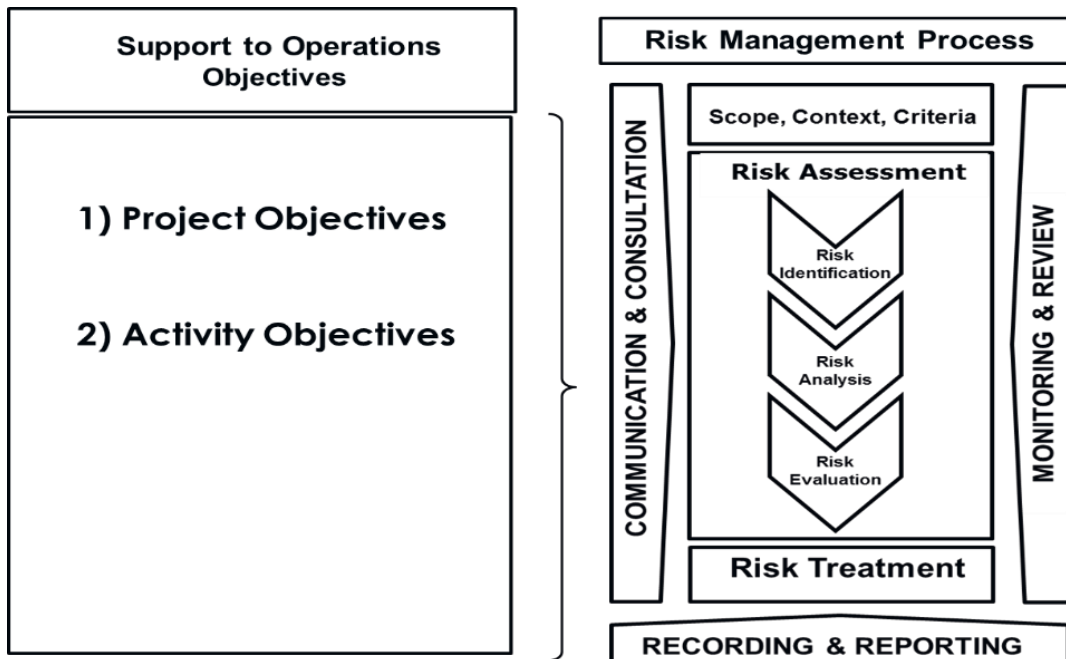 Support to Operations
Objectives
1) Project Objectives
2) Activity Objectives
Risk Management Process
COMMUNICATION & CONSULTATION
Scope, Context, Criteria
Risk Assessment
Risk
Identification
Risk
Analysis
Risk
Evaluation
Risk Treatment
MONITORING & REVIEW
RECORDING & REPORTING